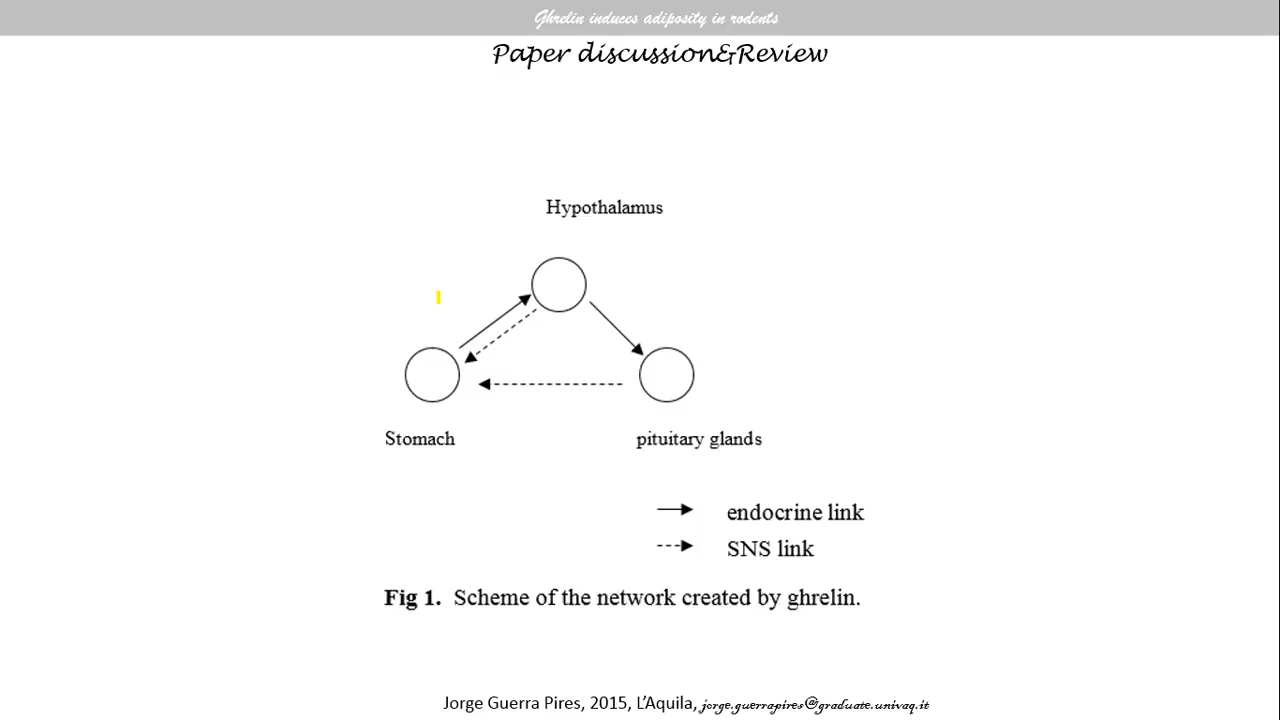 Ghrelin induces adiposity in rodents
Paper discussion&Review
Hypothalamus
Stomach
pituitary glands
endocrine link
SNS link
Fig 1. Scheme of the network created by ghrelin.
Jorge Guerra Pires, 2015, L’Aquila, jorge.guerrapires@graduate.univaq.it